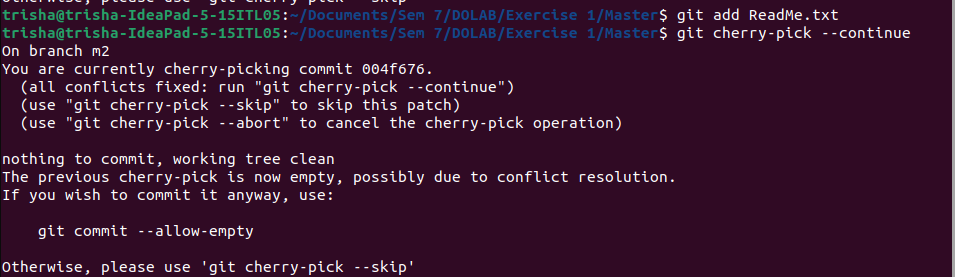 Otherwise, please use 'git cherry-pick --skip'
trisha@trisha-IdeaPad-5-15ITL05:~/Documents/Sem 7/DOLAB/Exercise 1/Master$ git add ReadMe.txt
trisha@trisha-IdeaPad-5-15ITL05:~/Documents/Sem 7/DOLAB/Exercise 1/Master$ git cherry-pick --continue
On branch m2
You are currently cherry-picking commit 004f676.
  (all conflicts fixed: run "git cherry-pick --continue")
  (use "git cherry-pick --skip" to skip this patch)
  (use "git cherry-pick --abort" to cancel the cherry-pick operation)

nothing to commit, working tree clean
The previous cherry-pick is now empty, possibly due to conflict resolution.
If you wish to commit it anyway, use:

    git commit --allow-empty

Otherwise, please use 'git cherry-pick --skip'